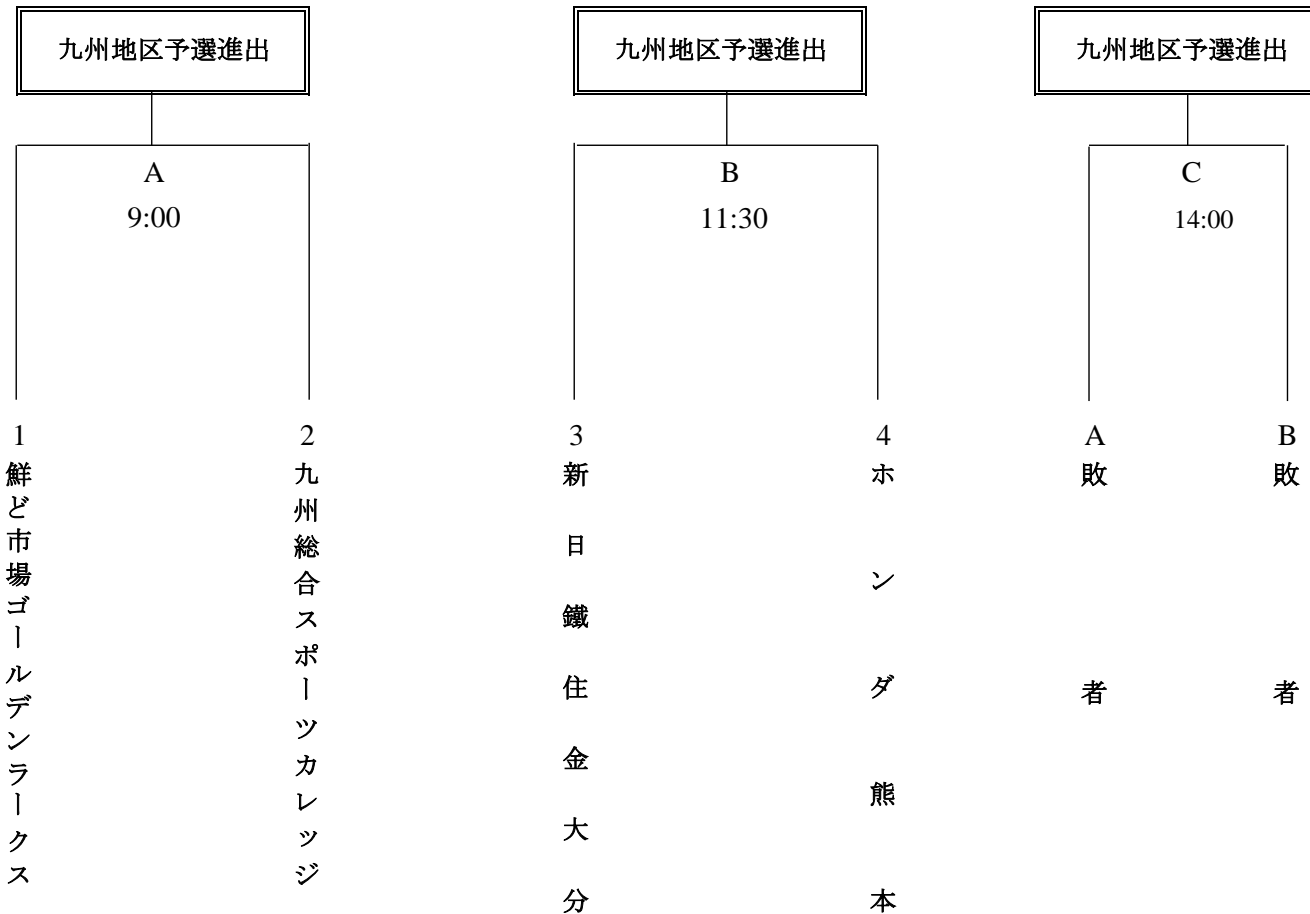 九州地区予選進出
九州地区予選進出
九州地区予選進出
A
B
C
9:00
11:30
14:00
1
2
3
4
A
B
鮮ど市場ゴールデンラークス
九州総合スポーツカレッジ
新日鐵住金大分
ホンダ熊本
敗者
敗者